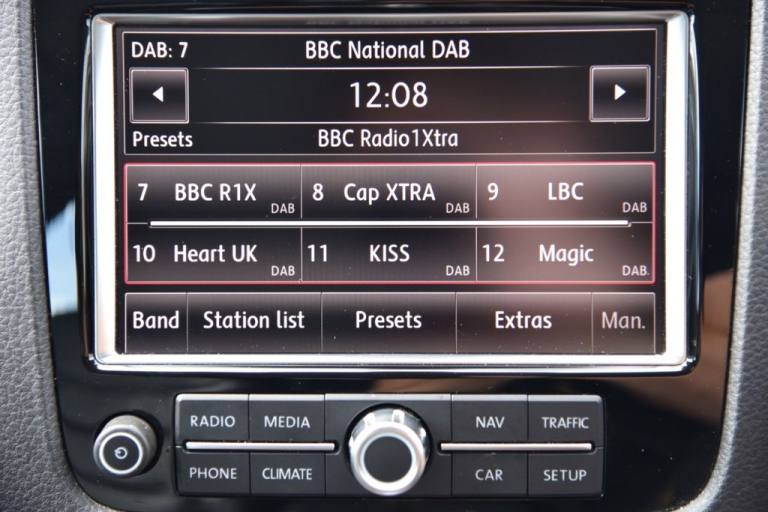 DAB: 7 BBC National DAB
12:08
Presets BBC Radio1Xtra
7 BBC R1X DAB 8 Cap XTRA DAB 9 LBC DAB
10 Heart UK DAB 11 KISS DAB 12 Magic DAB
Band Station list Presets Extras Man.
RADIO MEDIA NAV TRAFFIC
PHONE CLIMATE CAR SETUP